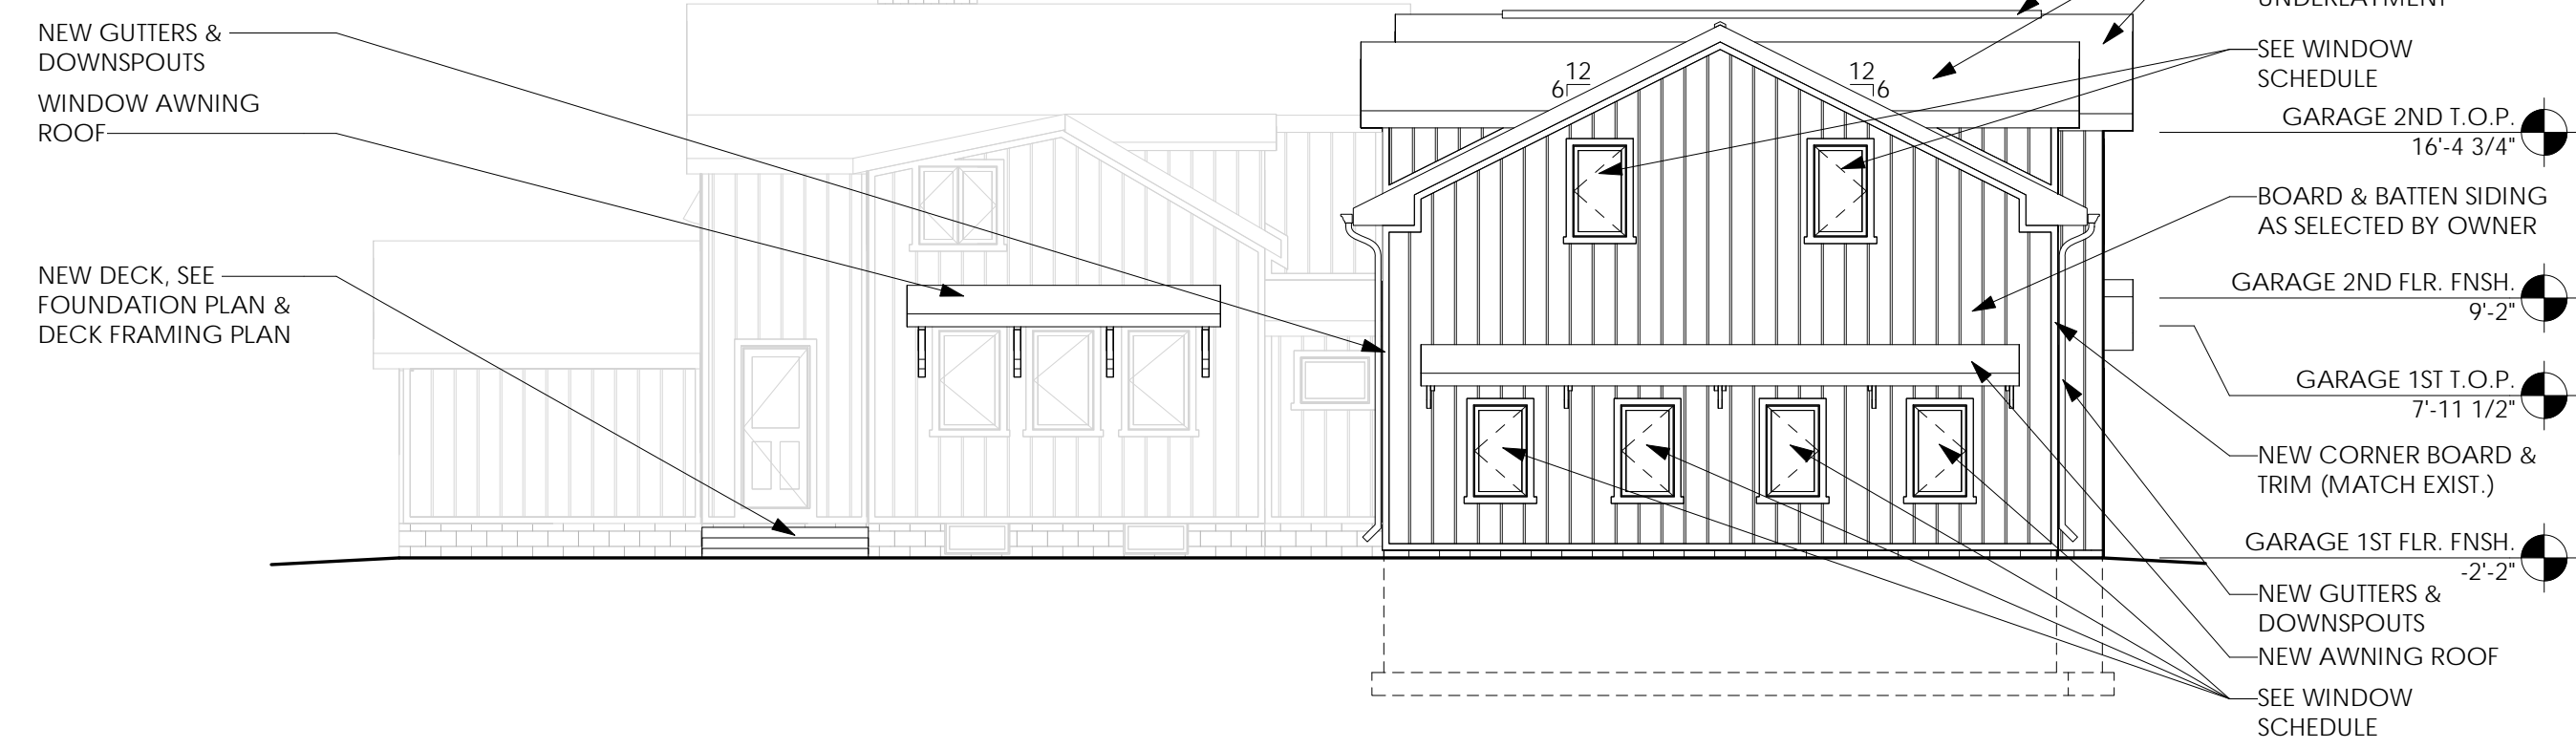 NEW GUTTERS &
DOWNSPOUTS
WINDOW AWNING
ROOF
NEW DECK, SEE
FOUNDATION PLAN &
DECK FRAMING PLAN
12
6
12
6
UNDERLAYMENT
SEE WINDOW
SCHEDULE
GARAGE 2ND T.O.P.
16'-4 3/4"
BOARD & BATTEN SIDING
AS SELECTED BY OWNER
GARAGE 2ND FLR. FNSH.
9'-2"
GARAGE 1ST T.O.P.
7'-11 1/2"
NEW CORNER BOARD &
TRIM (MATCH EXIST.)
GARAGE 1ST FLR. FNSH.
-2'-2"
NEW GUTTERS &
DOWNSPOUTS
NEW AWNING ROOF
SEE WINDOW
SCHEDULE